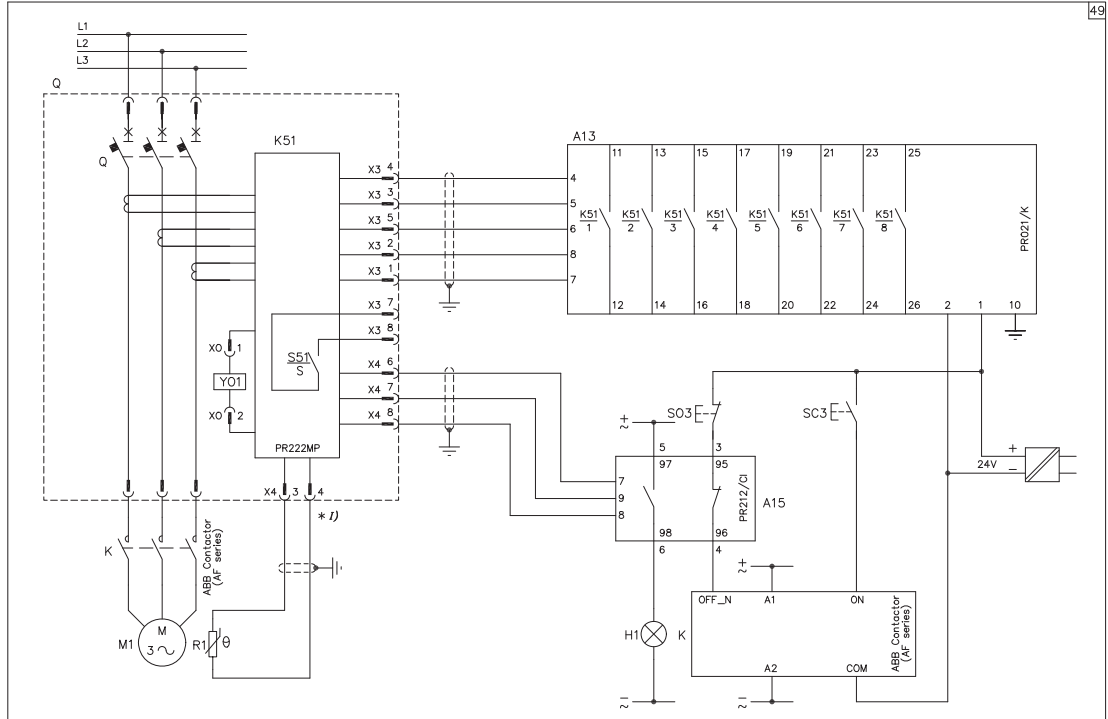 49
L1
L2
L3
Q
Q
K51
A13
11 13 15 17 19 21 23 25
X3 4
4
X3 3
5
X3 5
6
X3 2
8
X3 1
7
K51 1
K51 2
K51 3
K51 4
K51 5
K51 6
K51 7
K51 8
PR021/K
12 14 16 18 20 22 24 26 2 1 10
X3 7
X3 8
S51 S
X4 6
X4 7
X4 8
X0 1
Y01
X0 2
PR222MP
X4 3 4
* I)
+
~
SO3
SC3
5 3
97 95
7
9
8
98 96
6 4
PR212/CI
A15
24V
+
−
K
ABB Contactor
(AF series)
M1
M
3 ~
R1
θ
+
~
OFF_N A1 ON
H1
K
ABB Contactor
(AF series)
A2 COM
−
~
−
~